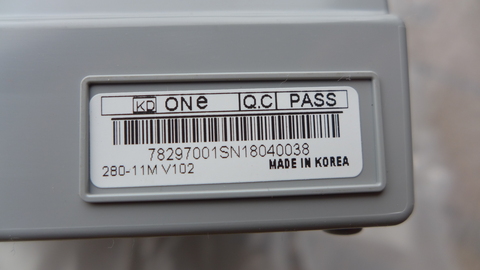 KD ONe Q.C PASS
78297001SN18040038
280-11M V102 MADE IN KOREA